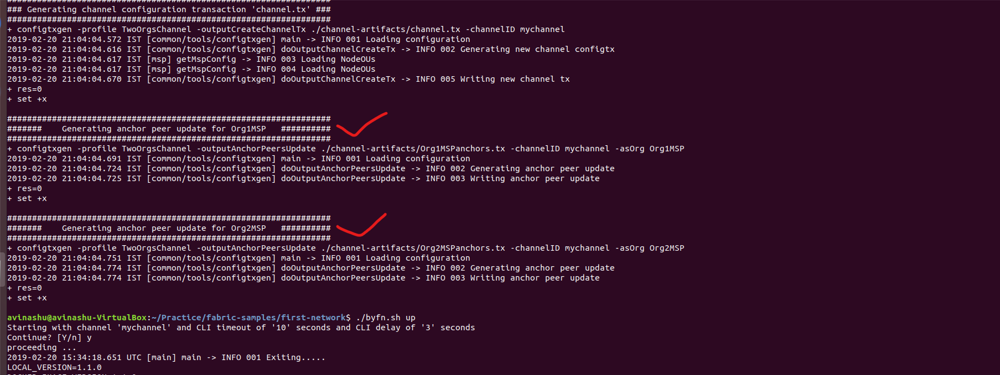 ### Generating channel configuration transaction 'channel.tx' ###
#################################################################
+ configtxgen -profile TwoOrgsChannel -outputCreateChannelTx ./channel-artifacts/channel.tx -channelID mychannel
2019-02-20 21:04:04.572 IST [common/tools/configtxgen] main -> INFO 001 Loading configuration
2019-02-20 21:04:04.616 IST [common/tools/configtxgen] doOutputChannelCreateTx -> INFO 002 Generating new channel configtx
2019-02-20 21:04:04.617 IST [msp] getMspConfig -> INFO 003 Loading NodeOUs
2019-02-20 21:04:04.617 IST [msp] getMspConfig -> INFO 004 Loading NodeOUs
2019-02-20 21:04:04.670 IST [common/tools/configtxgen] doOutputChannelCreateTx -> INFO 005 Writing new channel tx
+ res=0
+ set +x
#################################################################
#######    Generating anchor peer update for Org1MSP   ##########
#################################################################
+ configtxgen -profile TwoOrgsChannel -outputAnchorPeersUpdate ./channel-artifacts/Org1MSPanchors.tx -channelID mychannel -asOrg Org1MSP
2019-02-20 21:04:04.691 IST [common/tools/configtxgen] main -> INFO 001 Loading configuration
2019-02-20 21:04:04.724 IST [common/tools/configtxgen] doOutputAnchorPeersUpdate -> INFO 002 Generating anchor peer update
2019-02-20 21:04:04.725 IST [common/tools/configtxgen] doOutputAnchorPeersUpdate -> INFO 003 Writing anchor peer update
+ res=0
+ set +x
#################################################################
#######    Generating anchor peer update for Org2MSP   ##########
#################################################################
+ configtxgen -profile TwoOrgsChannel -outputAnchorPeersUpdate ./channel-artifacts/Org2MSPanchors.tx -channelID mychannel -asOrg Org2MSP
2019-02-20 21:04:04.751 IST [common/tools/configtxgen] main -> INFO 001 Loading configuration
2019-02-20 21:04:04.774 IST [common/tools/configtxgen] doOutputAnchorPeersUpdate -> INFO 002 Generating anchor peer update
2019-02-20 21:04:04.774 IST [common/tools/configtxgen] doOutputAnchorPeersUpdate -> INFO 003 Writing anchor peer update
+ res=0
+ set +x
avinashu@avinashu-VirtualBox:~/Practice/fabric-samples/first-network$ ./byfn.sh up
Starting with channel 'mychannel' and CLI timeout of '10' seconds and CLI delay of '3' seconds
Continue? [Y/n] y
proceeding ...
2019-02-20 15:34:18.651 UTC [main] main -> INFO 001 Exiting.....
LOCAL_VERSION=1.1.0